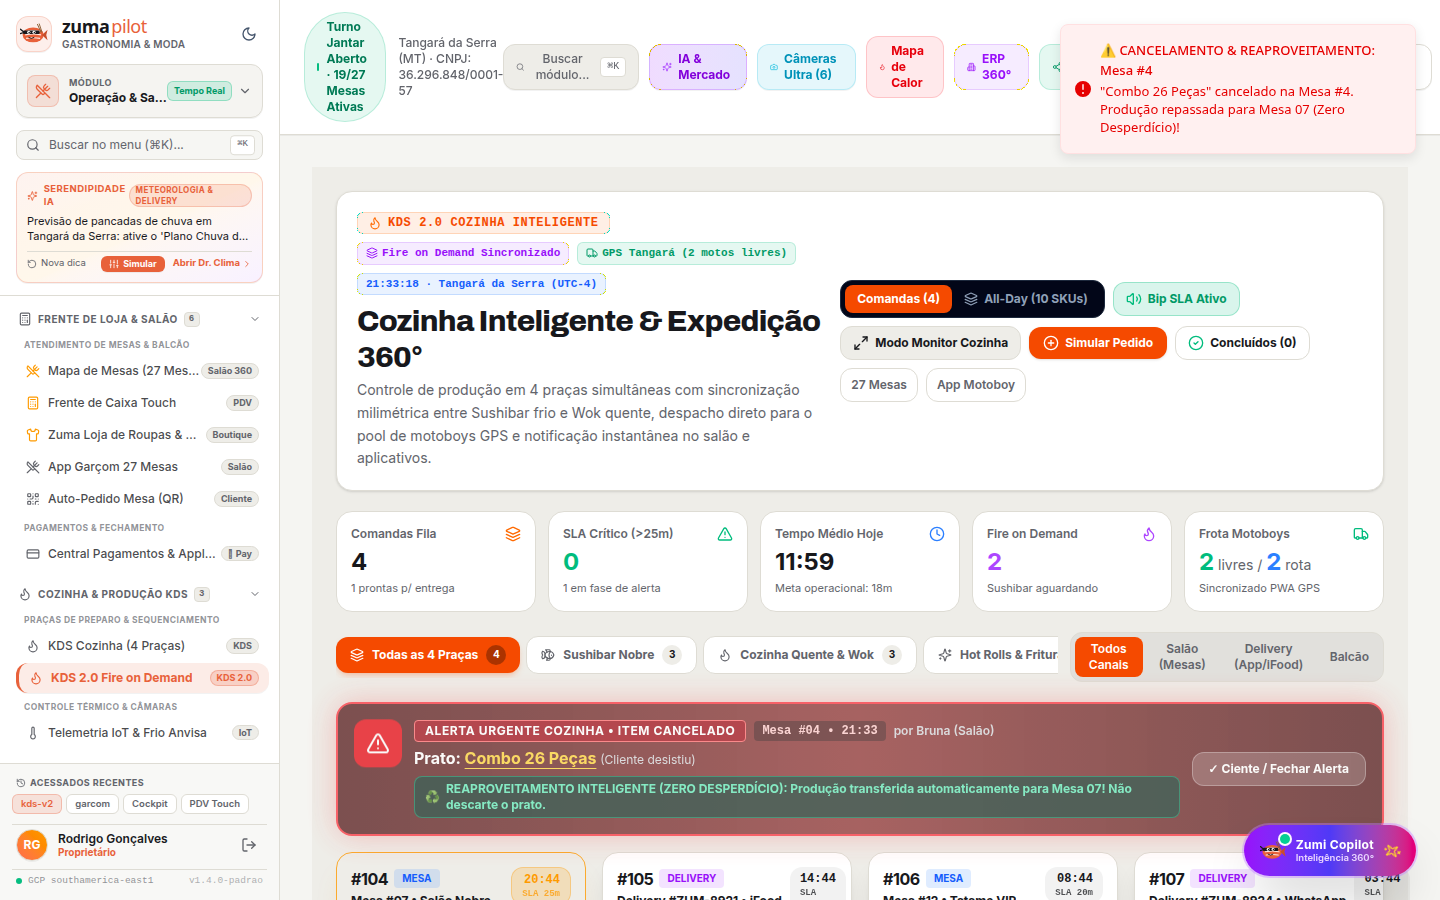 zumapilot
GASTRONOMIA & MODA
MÓDULO
Operação & Sa...
Tempo Real
Buscar no menu (⌘K)...
⌘K
SERENDIPIDADE IA
METEOROLOGIA & DELIVERY
Previsão de pancadas de chuva em
Tangará da Serra: ative o 'Plano Chuva d...
Nova dica
Simular
Abrir Dr. Clima
FRENTE DE LOJA & SALÃO 6
ATENDIMENTO DE MESAS & BALCÃO
Mapa de Mesas (27 Mes... Salão 360
Frente de Caixa Touch PDV
Zuma Loja de Roupas & ... Boutique
App Garçom 27 Mesas Salão
Auto-Pedido Mesa (QR) Cliente
PAGAMENTOS & FECHAMENTO
Central Pagamentos & Appl... Pay
COZINHA & PRODUÇÃO KDS 3
PRAÇAS DE PREPARO & SEQUENCIAMENTO
KDS Cozinha (4 Praças) KDS
KDS 2.0 Fire on Demand KDS 2.0
CONTROLE TÉRMICO & CÂMARAS
Telemetria IoT & Frio Anvisa IoT
ACESSADOS RECENTES
kds-v2 garcom Cockpit PDV Touch
RG
Rodrigo Gonçalves
Proprietário
GCP southamerica-east1 v1.4.0-padrao
Turno
Jantar
Aberto
· 19/27
Mesas
Ativas
Tangará da Serra
(MT) · CNPJ:
36.296.848/0001-
57
Buscar
módulo...
⌘K
IA &
Mercado
Câmeras
Ultra (6)
Mapa
de
Calor
ERP
360°
⚠️ CANCELAMENTO & REAPROVEITAMENTO:
Mesa #4
"Combo 26 Peças" cancelado na Mesa #4.
Produção repassada para Mesa 07 (Zero
Desperdício)!
KDS 2.0 COZINHA INTELIGENTE
Fire on Demand Sincronizado
GPS Tangará (2 motos livres)
21:33:18 · Tangará da Serra (UTC-4)
Cozinha Inteligente & Expedição
360°
Controle de produção em 4 praças simultâneas com sincronização
milimétrica entre Sushibar frio e Wok quente, despacho direto para o
pool de motoboys GPS e notificação instantânea no salão e
aplicativos.
Comandas (4)
All-Day (10 SKUs)
Bip SLA Ativo
Modo Monitor Cozinha
Simular Pedido
Concluídos (0)
27 Mesas
App Motoboy
Comandas Fila
4
1 prontas p/ entrega
SLA Crítico (>25m)
0
1 em fase de alerta
Tempo Médio Hoje
11:59
Meta operacional: 18m
Fire on Demand
2
Sushibar aguardando
Frota Motoboys
2 livres / 2 rota
Sincronizado PWA GPS
Todas as 4 Praças 4
Sushibar Nobre 3
Cozinha Quente & Wok 3
Hot Rolls & Fritur
Todos
Canais
Salão
(Mesas)
Delivery
(App/iFood)
Balcão
ALERTA URGENTE COZINHA • ITEM CANCELADO
Mesa #04 • 21:33
por Bruna (Salão)
Prato: Combo 26 Peças (Cliente desistiu)
♻️ REAPROVEITAMENTO INTELIGENTE (ZERO DESPERDÍCIO): Produção transferida automaticamente para Mesa 07! Não
descarte o prato.
✓ Ciente / Fechar Alerta
#104 MESA
20:44
SLA 25m
Mesa #07 • Salão Nobre
#105 DELIVERY
14:44
SLA
Delivery #ZUM-8921 • iFood
#106 MESA
08:44
SLA 20m
Mesa #12 • Tatame VIP
#107 DELIVERY
03:44
SLA
Delivery #ZUM-8924 • WhatsApp
Zumi Copilot
Inteligência 360°